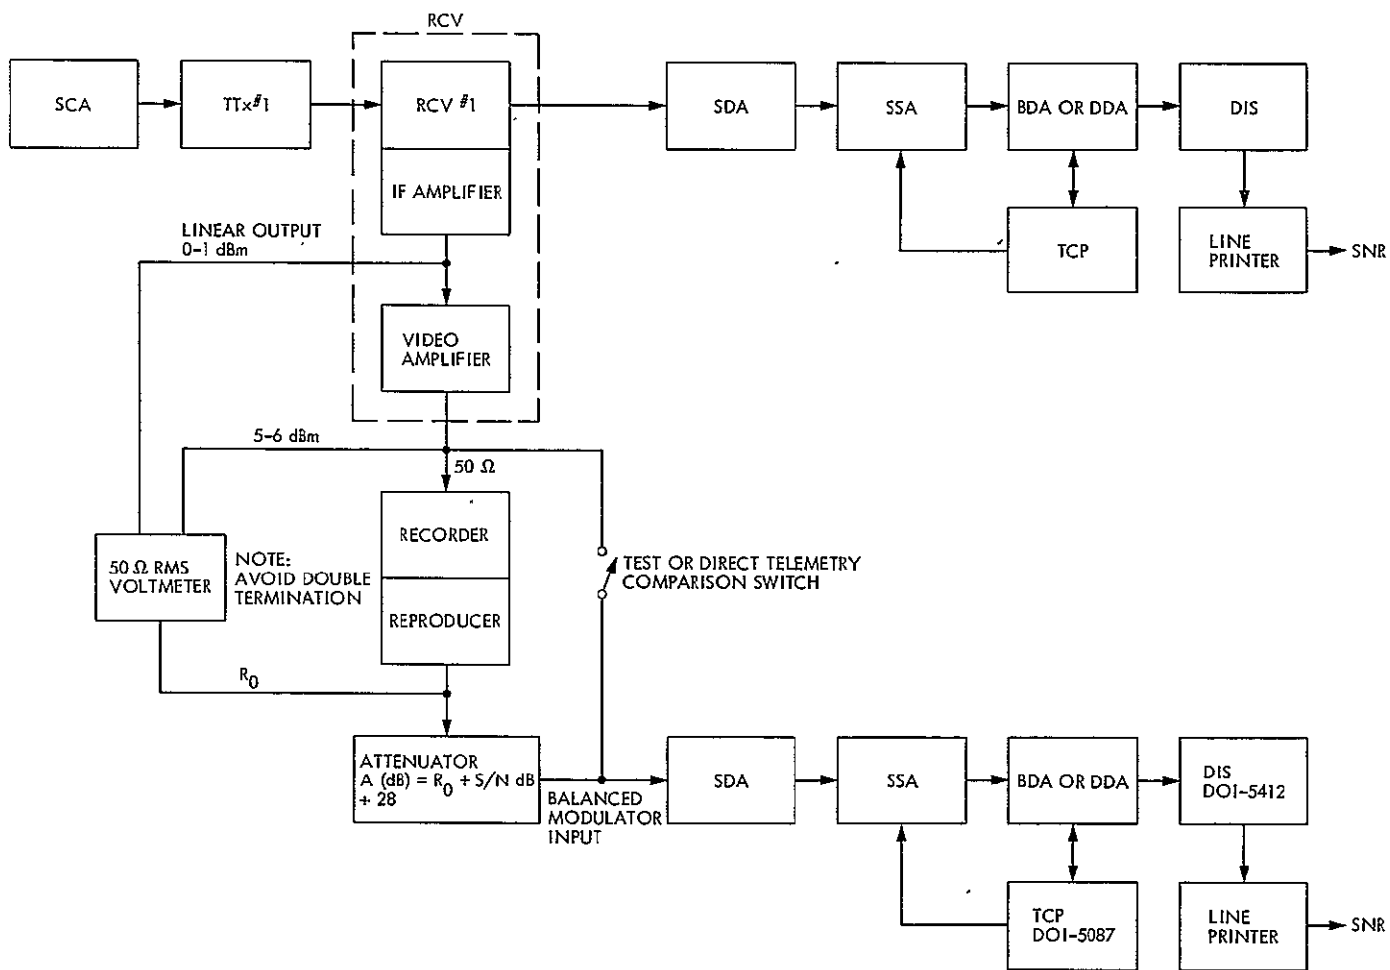 RCV
SCA
TTx#1
RCV #1
SDA
SSA
BDA OR DDA
DIS
IF AMPLIFIER
LINEAR OUTPUT
0-1 dBm
TCP
LINE
PRINTER
SNR
VIDEO
AMPLIFIER
5-6 dBm
50 Ω
RECORDER
50 Ω RMS
VOLTMETER
NOTE:
AVOID DOUBLE
TERMINATION
TEST OR DIRECT TELEMETRY
COMPARISON SWITCH
REPRODUCER
R0
ATTENUATOR
A (dB) = R0 + S/N dB
+ 28
BALANCED
MODULATOR
INPUT
SDA
SSA
BDA OR DDA
DIS
DOI-5412
TCP
DOI-5087
LINE
PRINTER
SNR